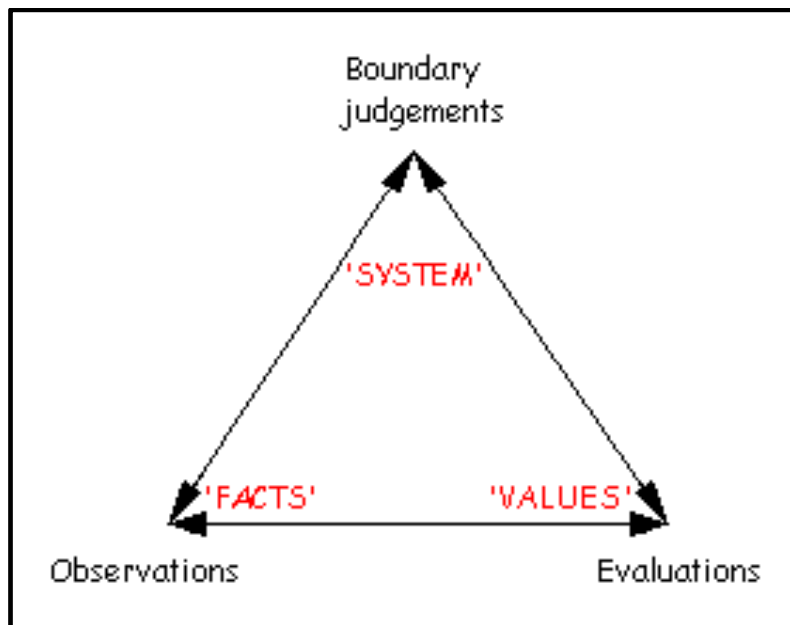 Boundary
judgements
'SYSTEM'
'FACTS' 'VALUES'
Observations Evaluations